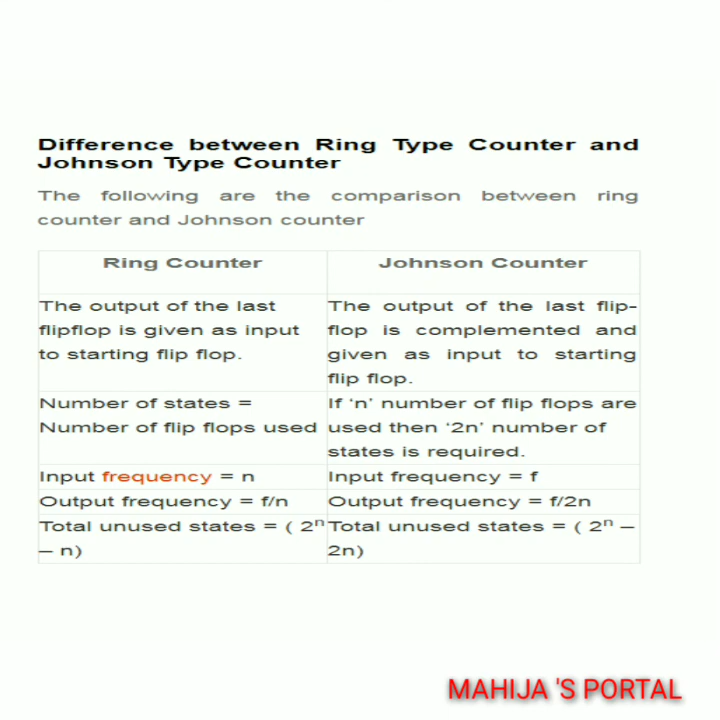 Difference between Ring Type Counter and
Johnson Type Counter
The following are the comparison between ring
counter and Johnson counter
Ring Counter
Johnson Counter
The output of the last
flipflop is given as input
to starting flip flop.
The output of the last flip-
flop is complemented and
given as input to starting
flip flop.
Number of states =
Number of flip flops used
If ‘n’ number of flip flops are
used then ‘2n’ number of
states is required.
Input frequency = n
Input frequency = f
Output frequency = f/n
Output frequency = f/2n
Total unused states = ( 2ⁿ
– n)
Total unused states = ( 2ⁿ –
2n)
MAHIJA 'S PORTAL